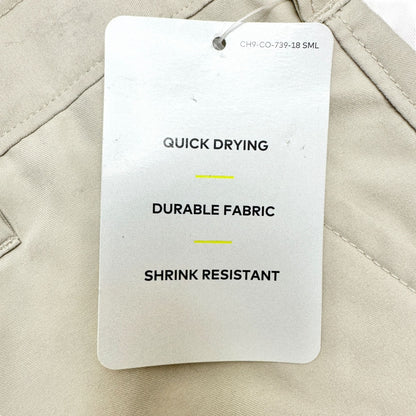 CH9-CO-739-18 SML
QUICK DRYING
DURABLE FABRIC
SHRINK RESISTANT